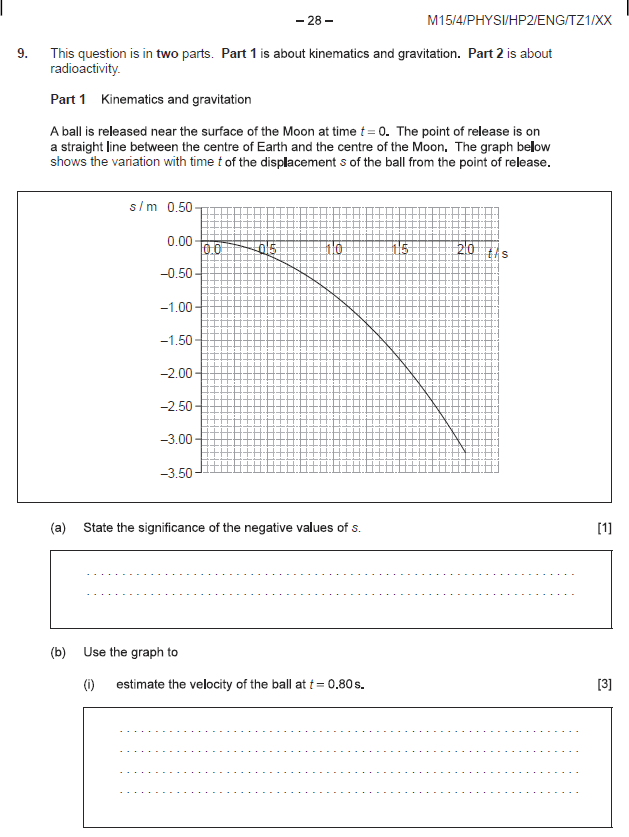 – 28 –
M15/4/PHYSI/HP2/ENG/TZ1/XX
9. This question is in two parts. Part 1 is about kinematics and gravitation. Part 2 is about
radioactivity.
Part 1 Kinematics and gravitation
A ball is released near the surface of the Moon at time t = 0. The point of release is on
a straight line between the centre of Earth and the centre of the Moon. The graph below
shows the variation with time t of the displacement s of the ball from the point of release.
s / m 0.50
0.00
0.0 0.5 1.0 1.5 2.0 t / s
–0.50
–1.00
–1.50
–2.00
–2.50
–3.00
–3.50
(a) State the significance of the negative values of s. [1]
(b) Use the graph to
(i) estimate the velocity of the ball at t = 0.80 s. [3]